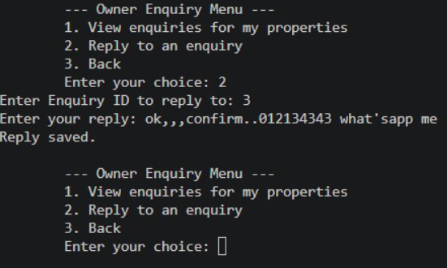 --- Owner Enquiry Menu ---
1. View enquiries for my properties
2. Reply to an enquiry
3. Back
Enter your choice: 2
Enter Enquiry ID to reply to: 3
Enter your reply: ok,,,confirm..012134343 what'sapp me
Reply saved.
--- Owner Enquiry Menu ---
1. View enquiries for my properties
2. Reply to an enquiry
3. Back
Enter your choice: